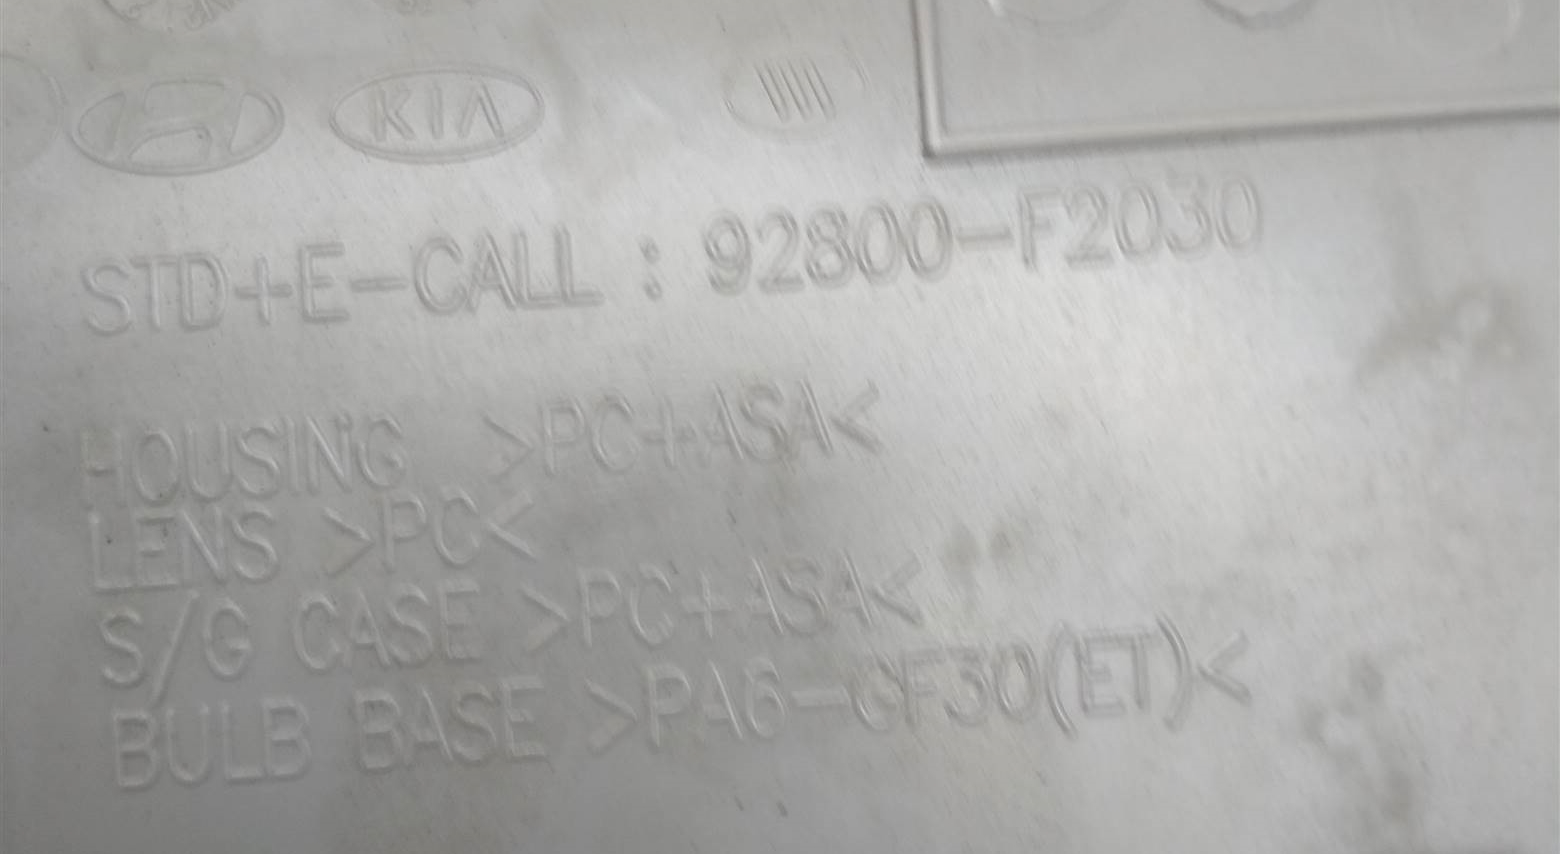 KIA
STD+E-CALL : 92800-F2030
HOUSING >PC+ASA<
LENS >PC<
S/G CASE >PC+ASA<
BULB BASE >PA6-GF30(ET)<